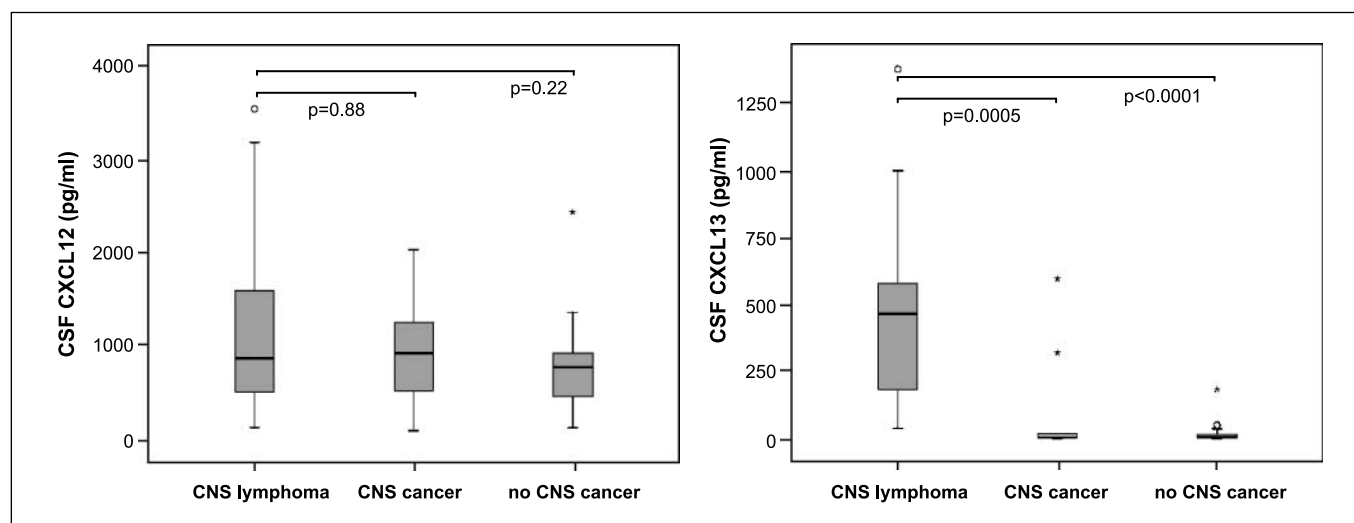 CSF CXCL12 (pg/ml)
4000
3000
2000
1000
0
p=0.22
p=0.88
CNS lymphoma
CNS cancer
no CNS cancer
CSF CXCL13 (pg/ml)
1250
1000
750
500
250
0
p<0.0001
p=0.0005
CNS lymphoma
CNS cancer
no CNS cancer